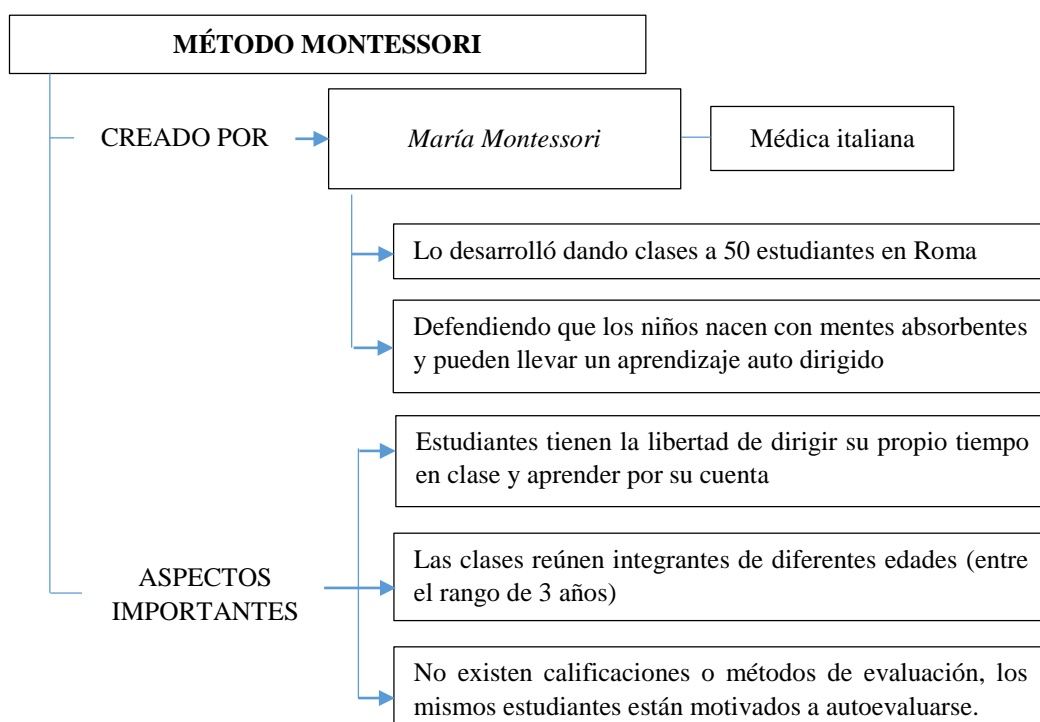 MÉTODO MONTESSORI
CREADO POR
María Montessori
Médica italiana
Lo desarrolló dando clases a 50 estudiantes en Roma
Defendiendo que los niños nacen con mentes absorbentes
y pueden llevar un aprendizaje auto dirigido
ASPECTOS
IMPORTANTES
Estudiantes tienen la libertad de dirigir su propio tiempo
en clase y aprender por su cuenta
Las clases reúnen integrantes de diferentes edades (entre
el rango de 3 años)
No existen calificaciones o métodos de evaluación, los
mismos estudiantes están motivados a autoevaluarse.